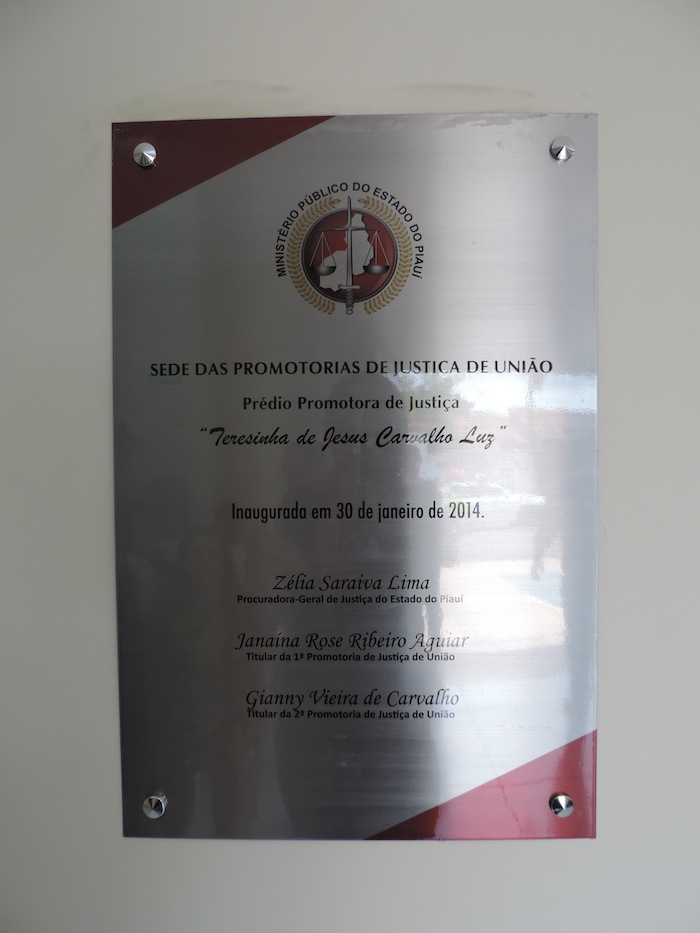 MINISTÉRIO PÚBLICO DO ESTADO DO PIAUÍ
SEDE DAS PROMOTORIAS DE JUSTICA DE UNIÃO
Prédio Promotora de Justiça
“Teresinha de Jesus Carvalho Luz”
Inaugurada em 30 de janeiro de 2014.
Zélia Saraiva Lima
Procuradora-Geral de Justiça do Estado do Piauí
Janaína Rose Ribeiro Aguiar
Titular da 1ª Promotoria de Justiça de União
Gianny Vieira de Carvalho
Titular da 2ª Promotoria de Justiça de União